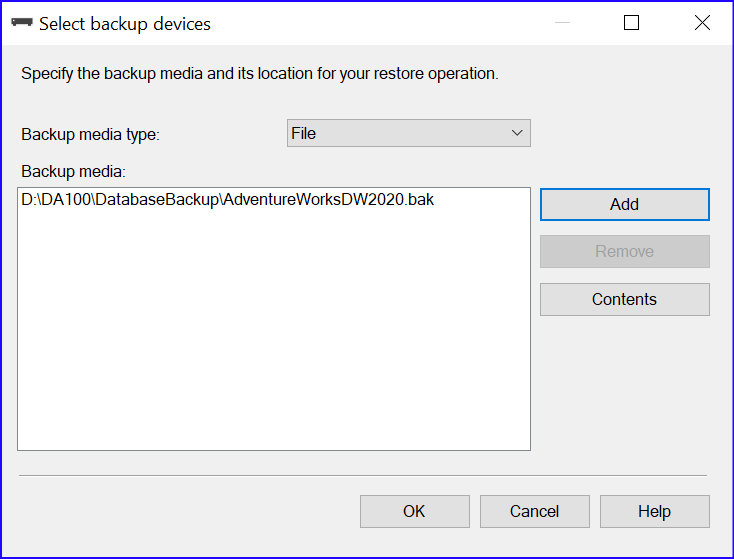 Select backup devices
Specify the backup media and its location for your restore operation.
Backup media type:
File
Backup media:
D:\DA100\DatabaseBackup\AdventureWorksDW2020.bak
Add
Remove
Contents
OK
Cancel
Help